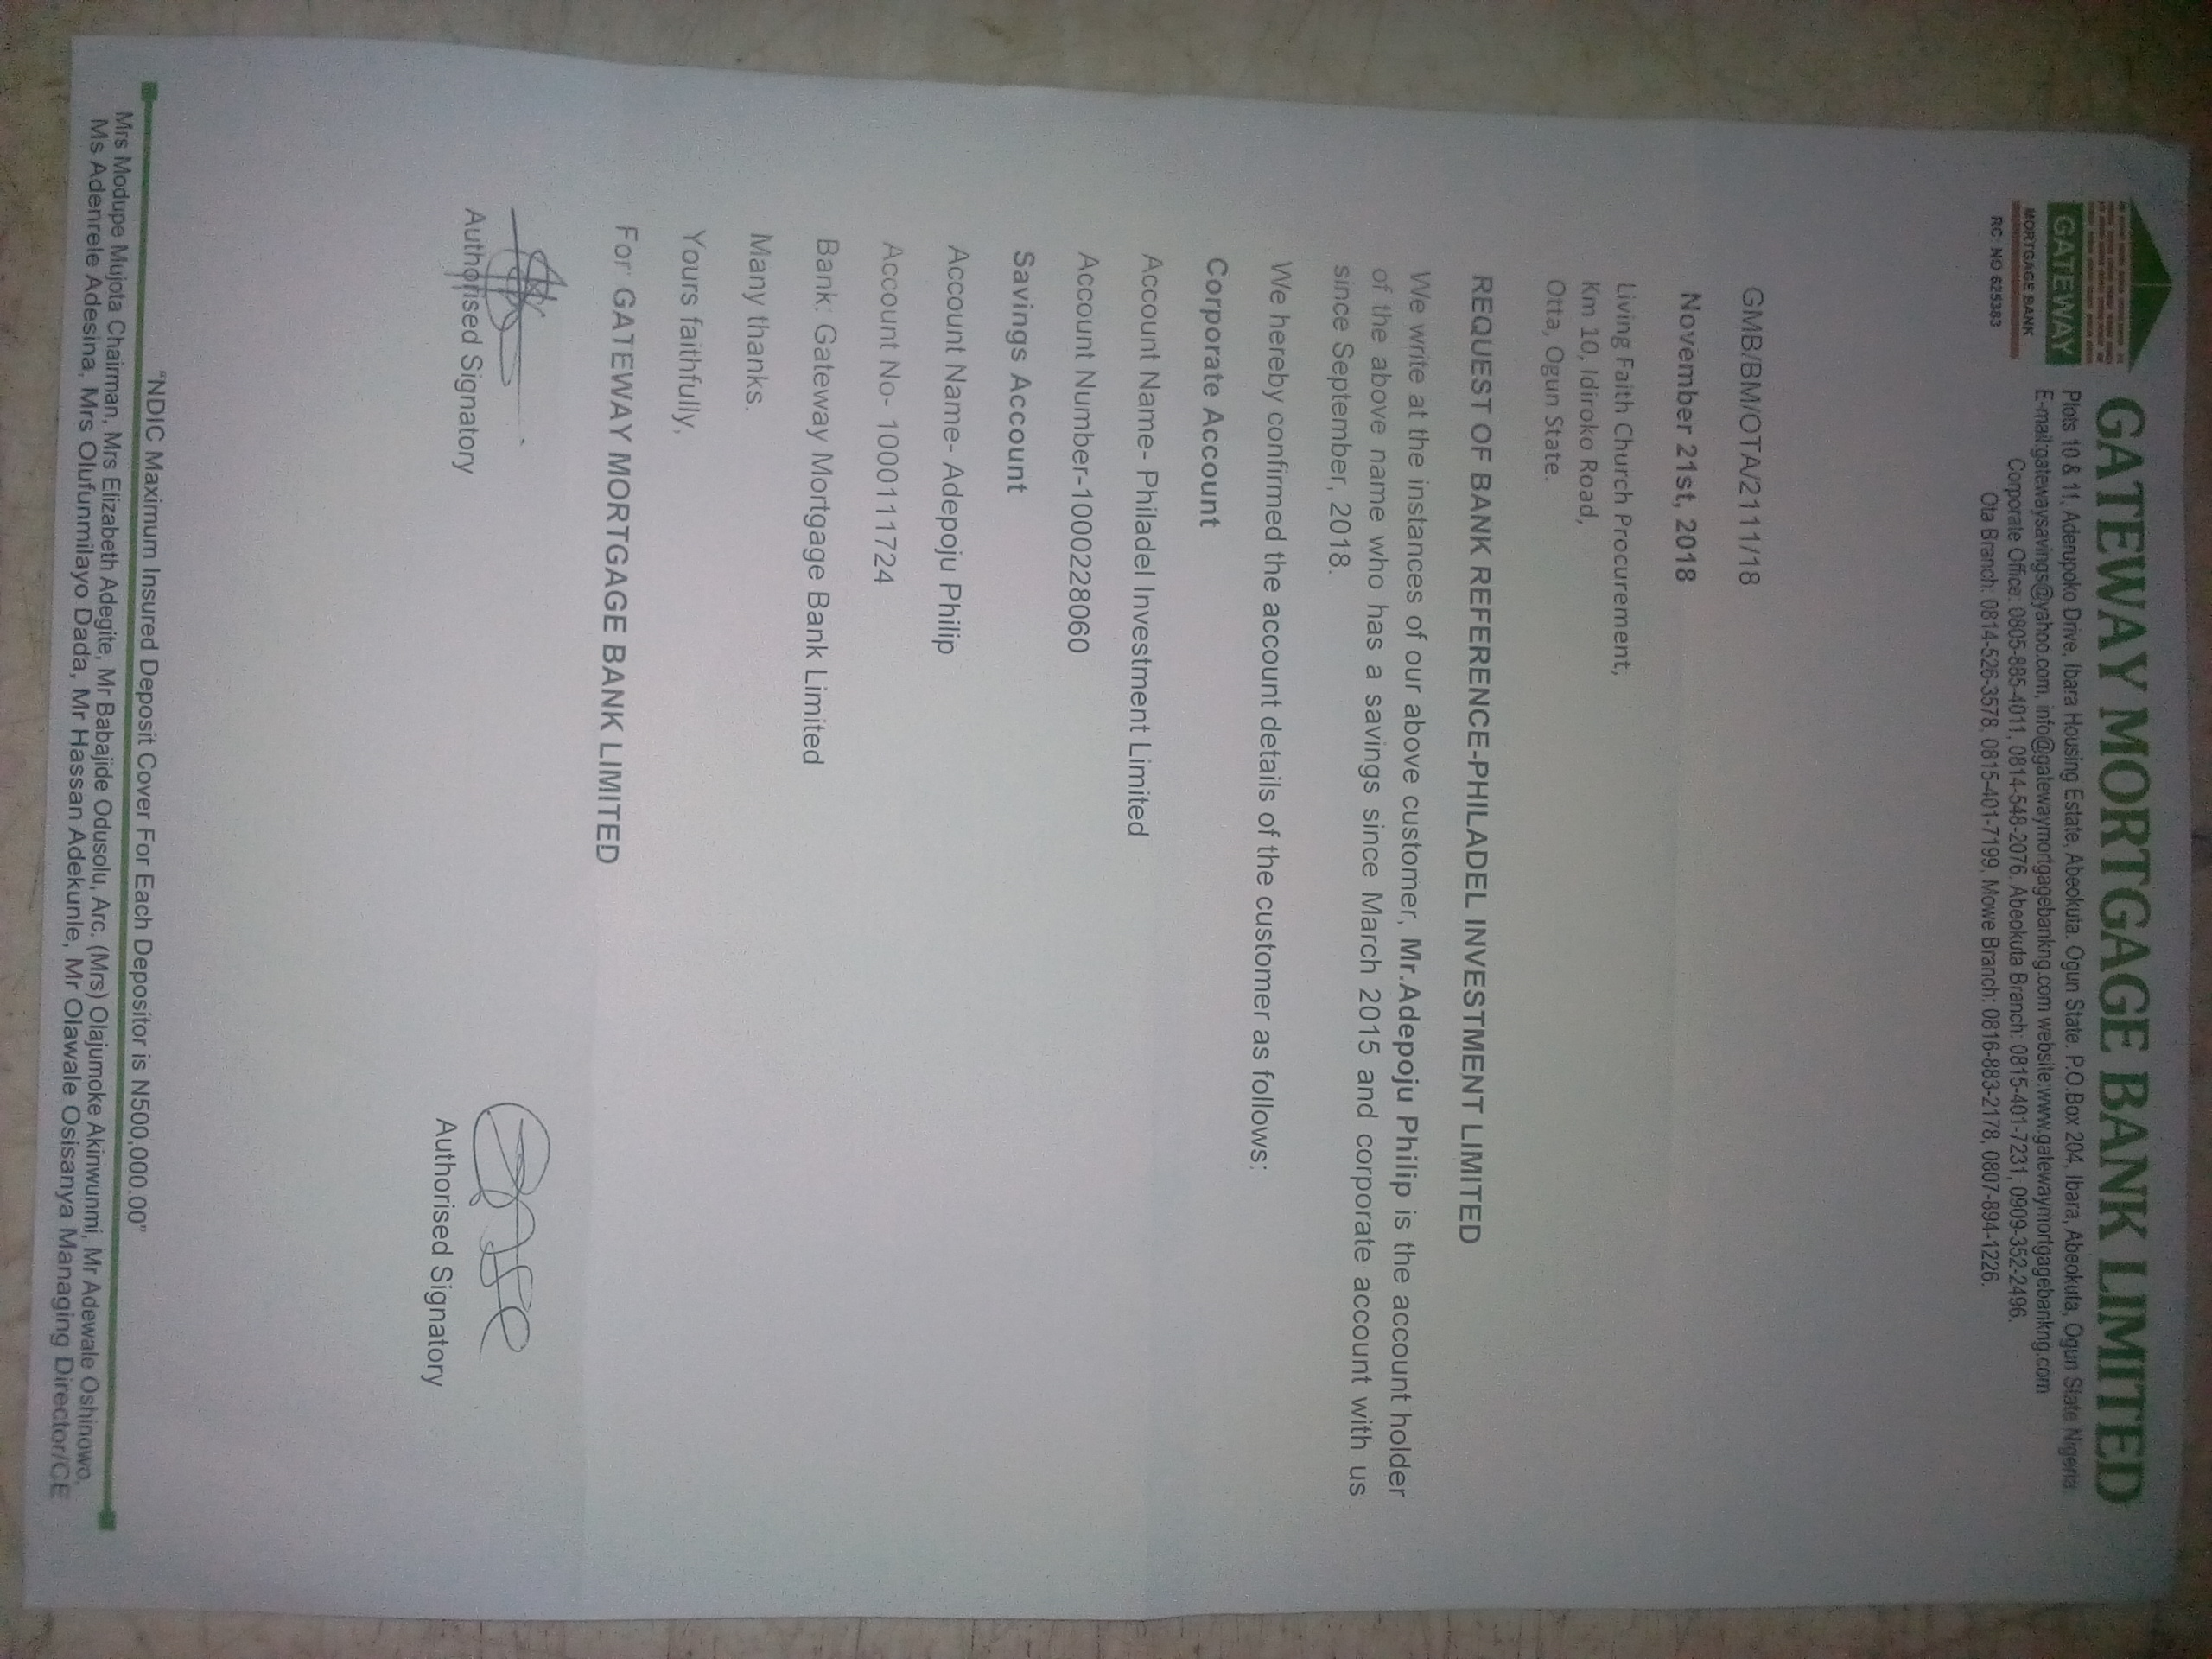 GATEWAY MORTGAGE BANK LIMITED
GATEWAY
MORTGAGE BANK
RC NO 625383
Plots 10 & 11, Aderupoko Drive, Ibara Housing Estate, Abeokuta. Ogun State. P.O.Box 204, Ibara, Abeokuta, Ogun State Nigeria
E-mail:gatewaysavings@yahoo.com, info@gatewaymortgagebankng.com website:www.gatewaymortgagebankng.com
Corporate Office: 0805-885-4011, 0814-548-2076, Abeokuta Branch: 0815-401-7231, 0909-352-2496,
Ota Branch: 0814-526-3578, 0815-401-7199, Mowe Branch: 0816-883-2178, 0807-894-1226.
GMB/BM/OTA/2111/18
November 21st, 2018
Living Faith Church Procurement,
Km 10, Idiroko Road,
Otta, Ogun State.
REQUEST OF BANK REFERENCE-PHILADEL INVESTMENT LIMITED
We write at the instances of our above customer, Mr.Adepoju Philip is the account holder
of the above name who has a savings since March 2015 and corporate account with us
since September, 2018.
We hereby confirmed the account details of the customer as follows:
Corporate Account
Account Name- Philadel Investment Limited
Account Number-1000228060
Savings Account
Account Name- Adepoju Philip
Account No- 1000111724
Bank: Gateway Mortgage Bank Limited
Many thanks.
Yours faithfully,
For: GATEWAY MORTGAGE BANK LIMITED
Authorised Signatory
Authorised Signatory
"NDIC Maximum Insured Deposit Cover For Each Depositor is N500,000.00"
Mrs Modupe Mujota Chairman, Mrs Elizabeth Adegite, Mr Babajide Odusolu, Arc. (Mrs) Olajumoke Akinwunmi, Mr Adewale Oshinowo,
Ms Adenrele Adesina, Mrs Olufunmilayo Dada, Mr Hassan Adekunle, Mr Olawale Osisanya Managing Director/CE